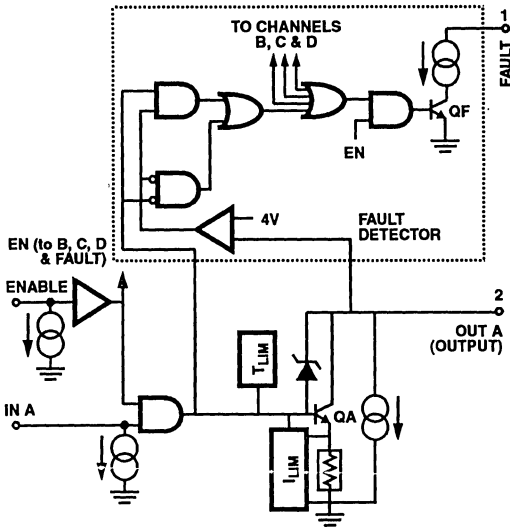 TO CHANNELS
B, C & D
1
FAULT
QF
EN
4V
FAULT
DETECTOR
EN (to B, C, D
& FAULT)
ENABLE
2
OUT A
(OUTPUT)
TLIM
IN A
QA
ILIM